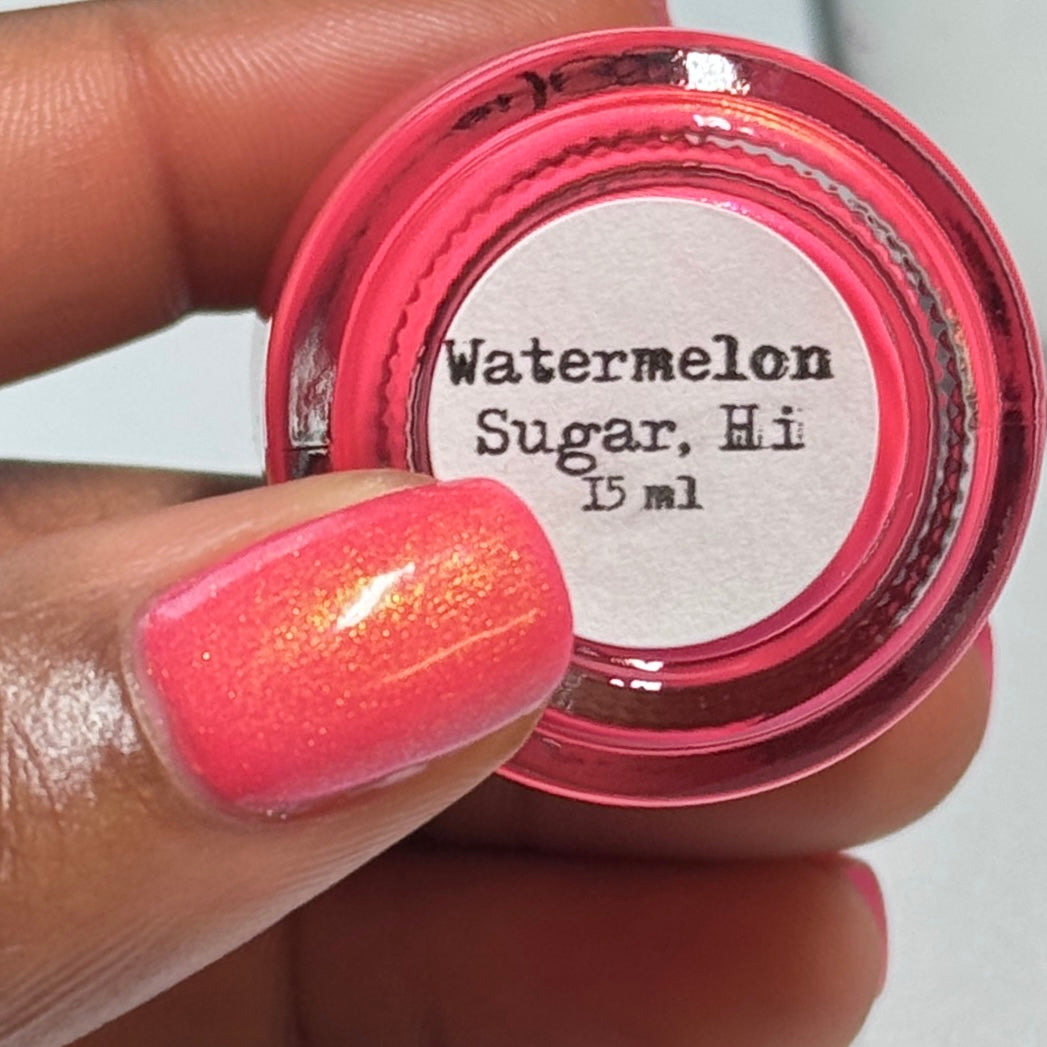 Watermelon
Sugar, Hi
15 ml